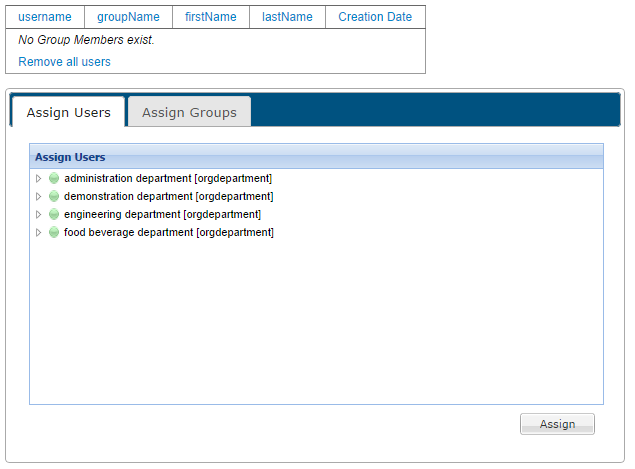 username groupName firstName lastName Creation Date
No Group Members exist.
Remove all users
Assign Users Assign Groups
Assign Users
administration department [orgdepartment]
demonstration department [orgdepartment]
engineering department [orgdepartment]
food beverage department [orgdepartment]
Assign